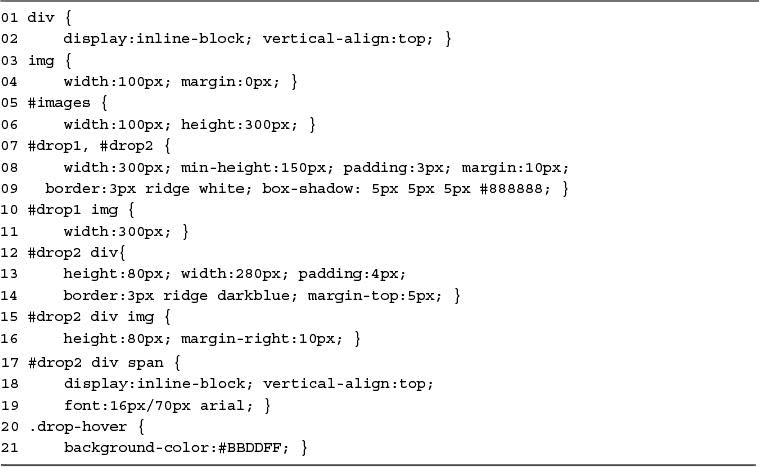 01 div {
02     display:inline-block; vertical-align:top; }
03 img {
04     width:100px; margin:0px; }
05 #images {
06     width:100px; height:300px; }
07 #drop1, #drop2 {
08     width:300px; min-height:150px; padding:3px; margin:10px;
09   border:3px ridge white; box-shadow: 5px 5px 5px #888888; }
10 #drop1 img {
11     width:300px; }
12 #drop2 div{
13     height:80px; width:280px; padding:4px;
14     border:3px ridge darkblue; margin-top:5px; }
15 #drop2 div img {
16     height:80px; margin-right:10px; }
17 #drop2 div span {
18     display:inline-block; vertical-align:top;
19     font:16px/70px arial; }
20 .drop-hover {
21     background-color:#BBDDFF; }